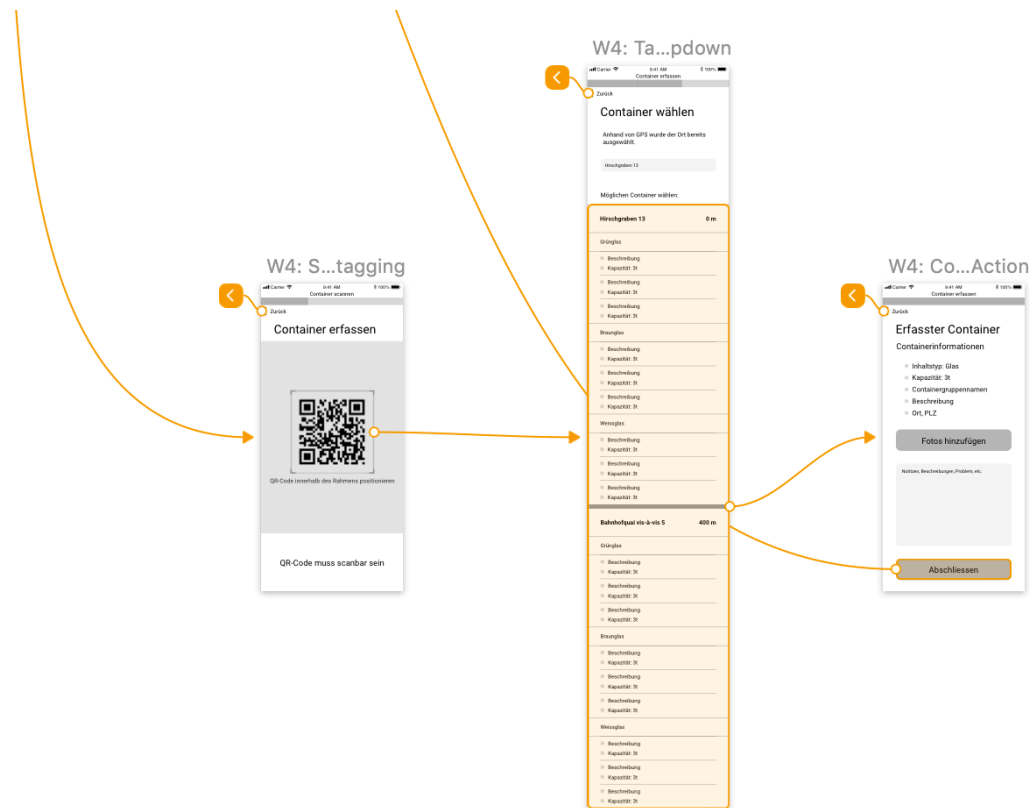 W4: S...tagging
Carrier 9:41 AM 100%
Container scannen
Zurück
Container erfassen
QR-Code innerhalb des Rahmens positionieren
QR-Code muss scanbar sein
W4: Ta...pdown
Carrier 9:41 AM 100%
Container erfassen
Zurück
Container wählen
Anhand von GPS wurde der Ort bereits
ausgewählt.
Hirschgraben 13
Möglichen Container wählen:
Hirschgraben 13 0 m
Grünglas
Beschreibung
Kapazität: 3t
Beschreibung
Kapazität: 3t
Beschreibung
Kapazität: 3t
Braunglas
Beschreibung
Kapazität: 3t
Beschreibung
Kapazität: 3t
Beschreibung
Kapazität: 3t
Weissglas
Beschreibung
Kapazität: 3t
Beschreibung
Kapazität: 3t
Beschreibung
Kapazität: 3t
Bahnhofquai vis-à-vis 5 400 m
Grünglas
Beschreibung
Kapazität: 3t
Beschreibung
Kapazität: 3t
Beschreibung
Kapazität: 3t
Braunglas
Beschreibung
Kapazität: 3t
Beschreibung
Kapazität: 3t
Beschreibung
Kapazität: 3t
Weissglas
Beschreibung
Kapazität: 3t
Beschreibung
Kapazität: 3t
Beschreibung
Kapazität: 3t
W4: Co...Action
Carrier 9:41 AM 100%
Container erfassen
Zurück
Erfasster Container
Containerinformationen
Inhaltstyp: Glas
Kapazität: 3t
Containergruppennamen
Beschreibung
Ort, PLZ
Fotos hinzufügen
Notitzen, Beschreibungen, Problem, etc.
Abschliessen